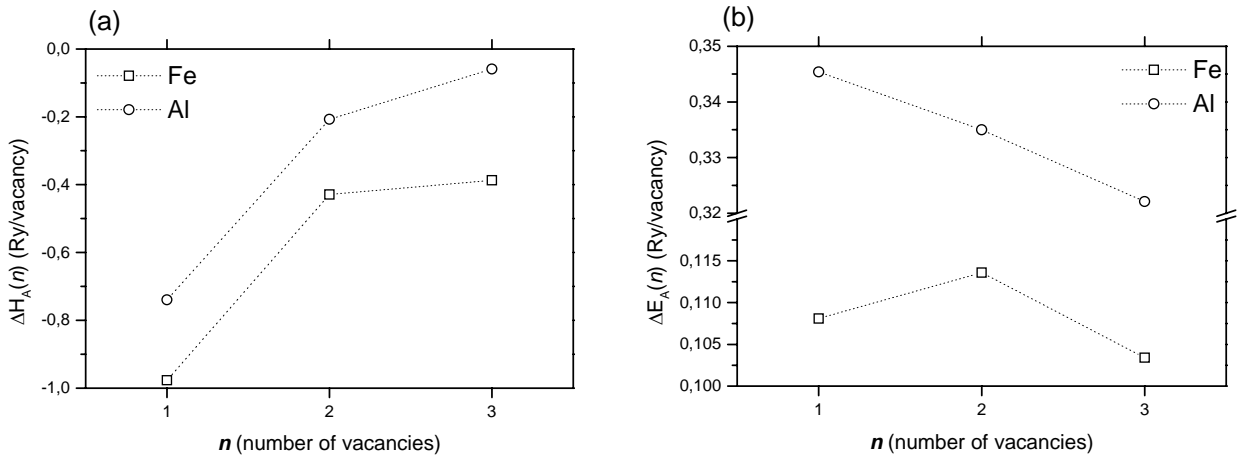 (a)
0,0
-0,2
-0,4
-0,6
-0,8
-1,0
ΔH_A(n) (Ry/vacancy)
Fe
Al
1 2 3
n (number of vacancies)
(b)
0,35
0,34
0,33
0,32
0,115
0,110
0,105
0,100
ΔE_A(n) (Ry/vacancy)
Fe
Al
1 2 3
n (number of vacancies)